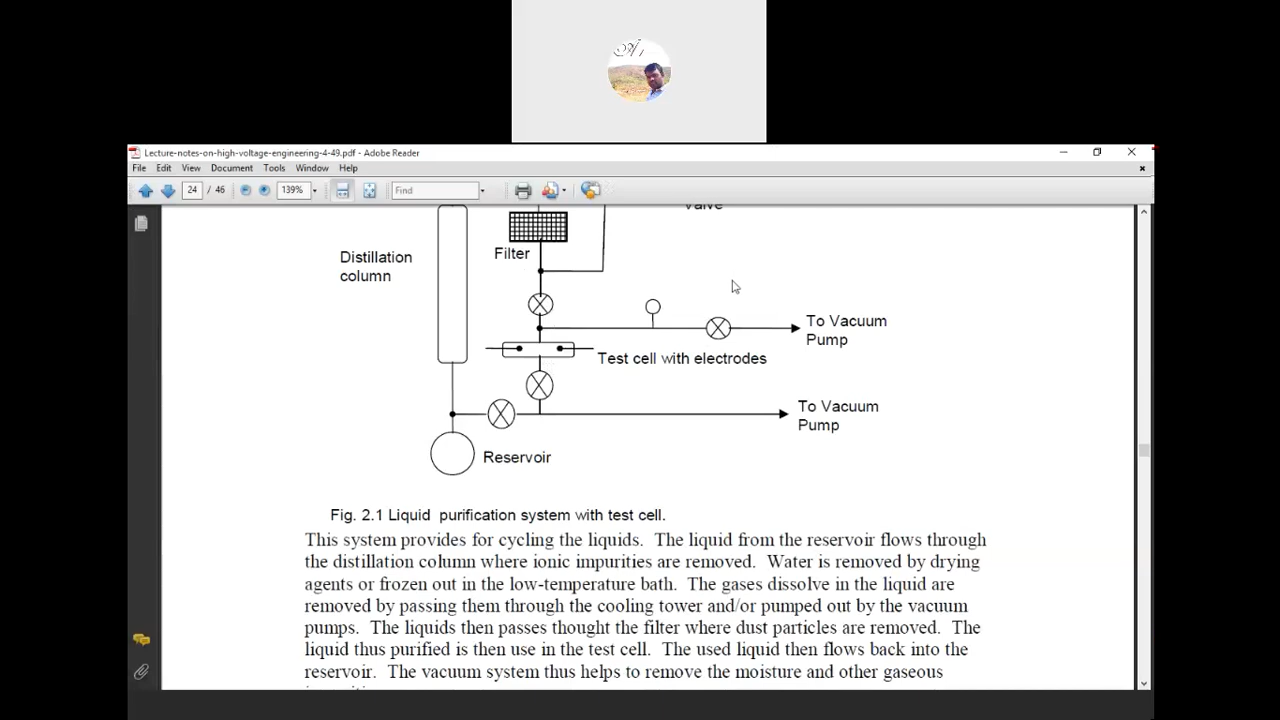 Lecture-notes-on-high-voltage-engineering-4-49.pdf - Adobe Reader
File Edit View Document Tools Window Help
24 / 46 139% Find
Valve
Filter
Distillation
column
To Vacuum
Pump
Test cell with electrodes
To Vacuum
Pump
Reservoir
Fig. 2.1 Liquid purification system with test cell.
This system provides for cycling the liquids. The liquid from the reservoir flows through
the distillation column where ionic impurities are removed. Water is removed by drying
agents or frozen out in the low-temperature bath. The gases dissolve in the liquid are
removed by passing them through the cooling tower and/or pumped out by the vacuum
pumps. The liquids then passes thought the filter where dust particles are removed. The
liquid thus purified is then use in the test cell. The used liquid then flows back into the
reservoir. The vacuum system thus helps to remove the moisture and other gaseous